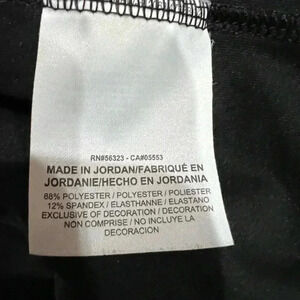 RN#56323 - CA#05553
MADE IN JORDAN/FABRIQUÉ EN
JORDANIE/HECHO EN JORDANIA
68% POLYESTER / POLYESTER / POLIESTER
12% SPANDEX / ELASTHANNE / ELASTANO
EXCLUSIVE OF DECORATION / DECORATION
NON COMPRISE / NO INCLUYE LA
DECORACION